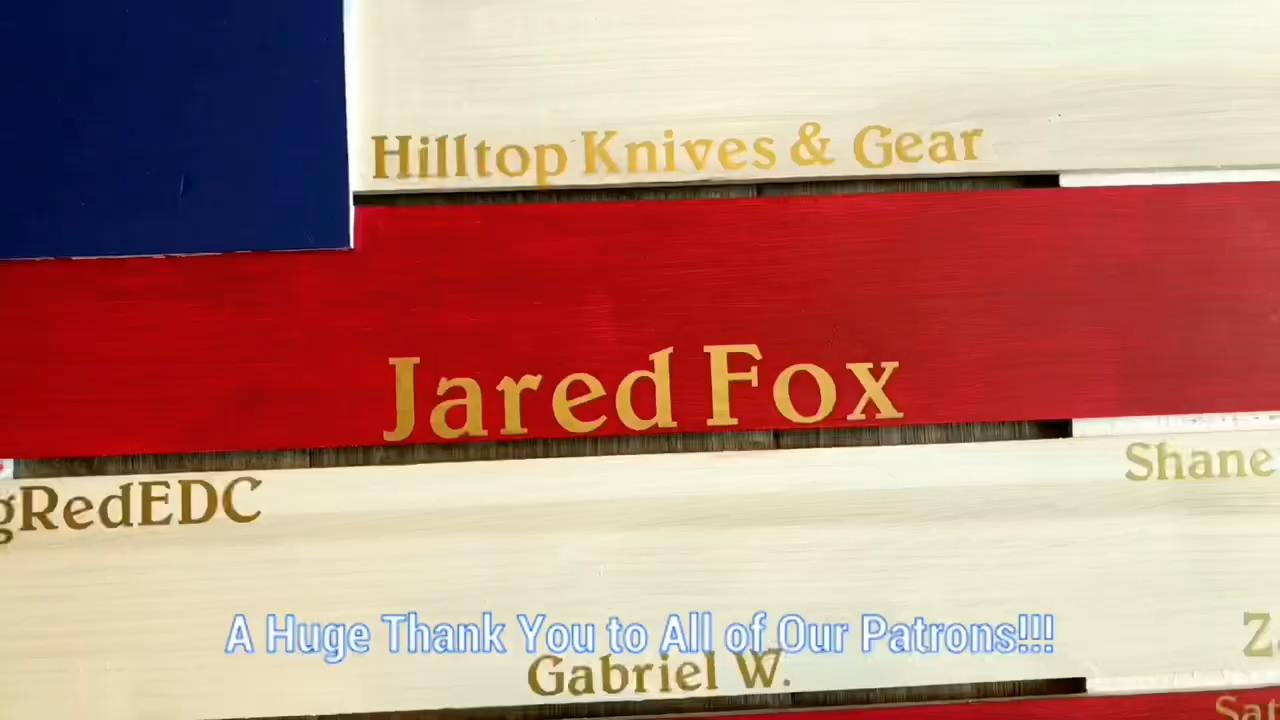 Hilltop Knives & Gear
Jared Fox
gRedEDC
Shane
A Huge Thank You to All of Our Patrons!!!
Gabriel W.